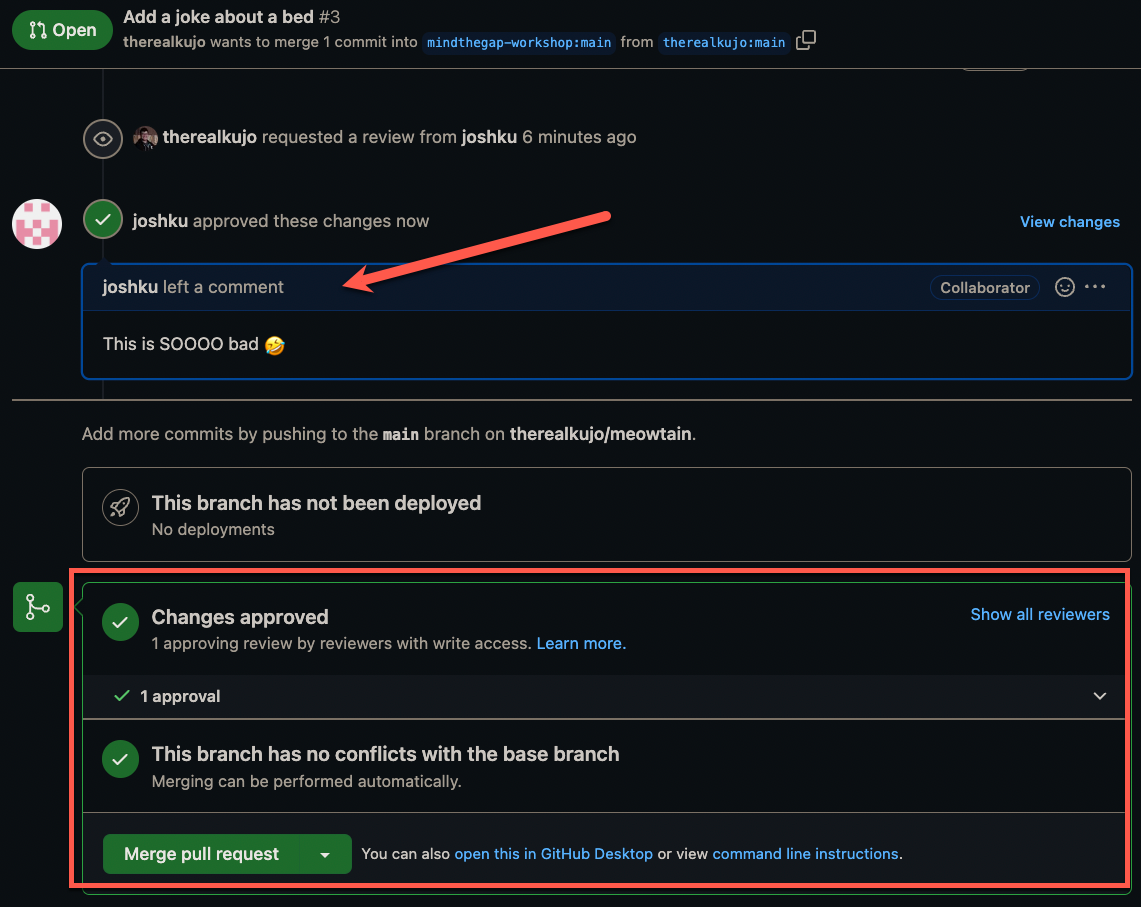 Open
Add a joke about a bed #3
therealkujo wants to merge 1 commit into mindthegap-workshop:main from therealkujo:main
therealkujo requested a review from joshku 6 minutes ago
joshku approved these changes now
View changes
joshku left a comment
Collaborator
This is SOOOO bad 🤣
Add more commits by pushing to the main branch on therealkujo/meowtain.
This branch has not been deployed
No deployments
Changes approved
Show all reviewers
1 approving review by reviewers with write access. Learn more.
1 approval
This branch has no conflicts with the base branch
Merging can be performed automatically.
Merge pull request
You can also open this in GitHub Desktop or view command line instructions.